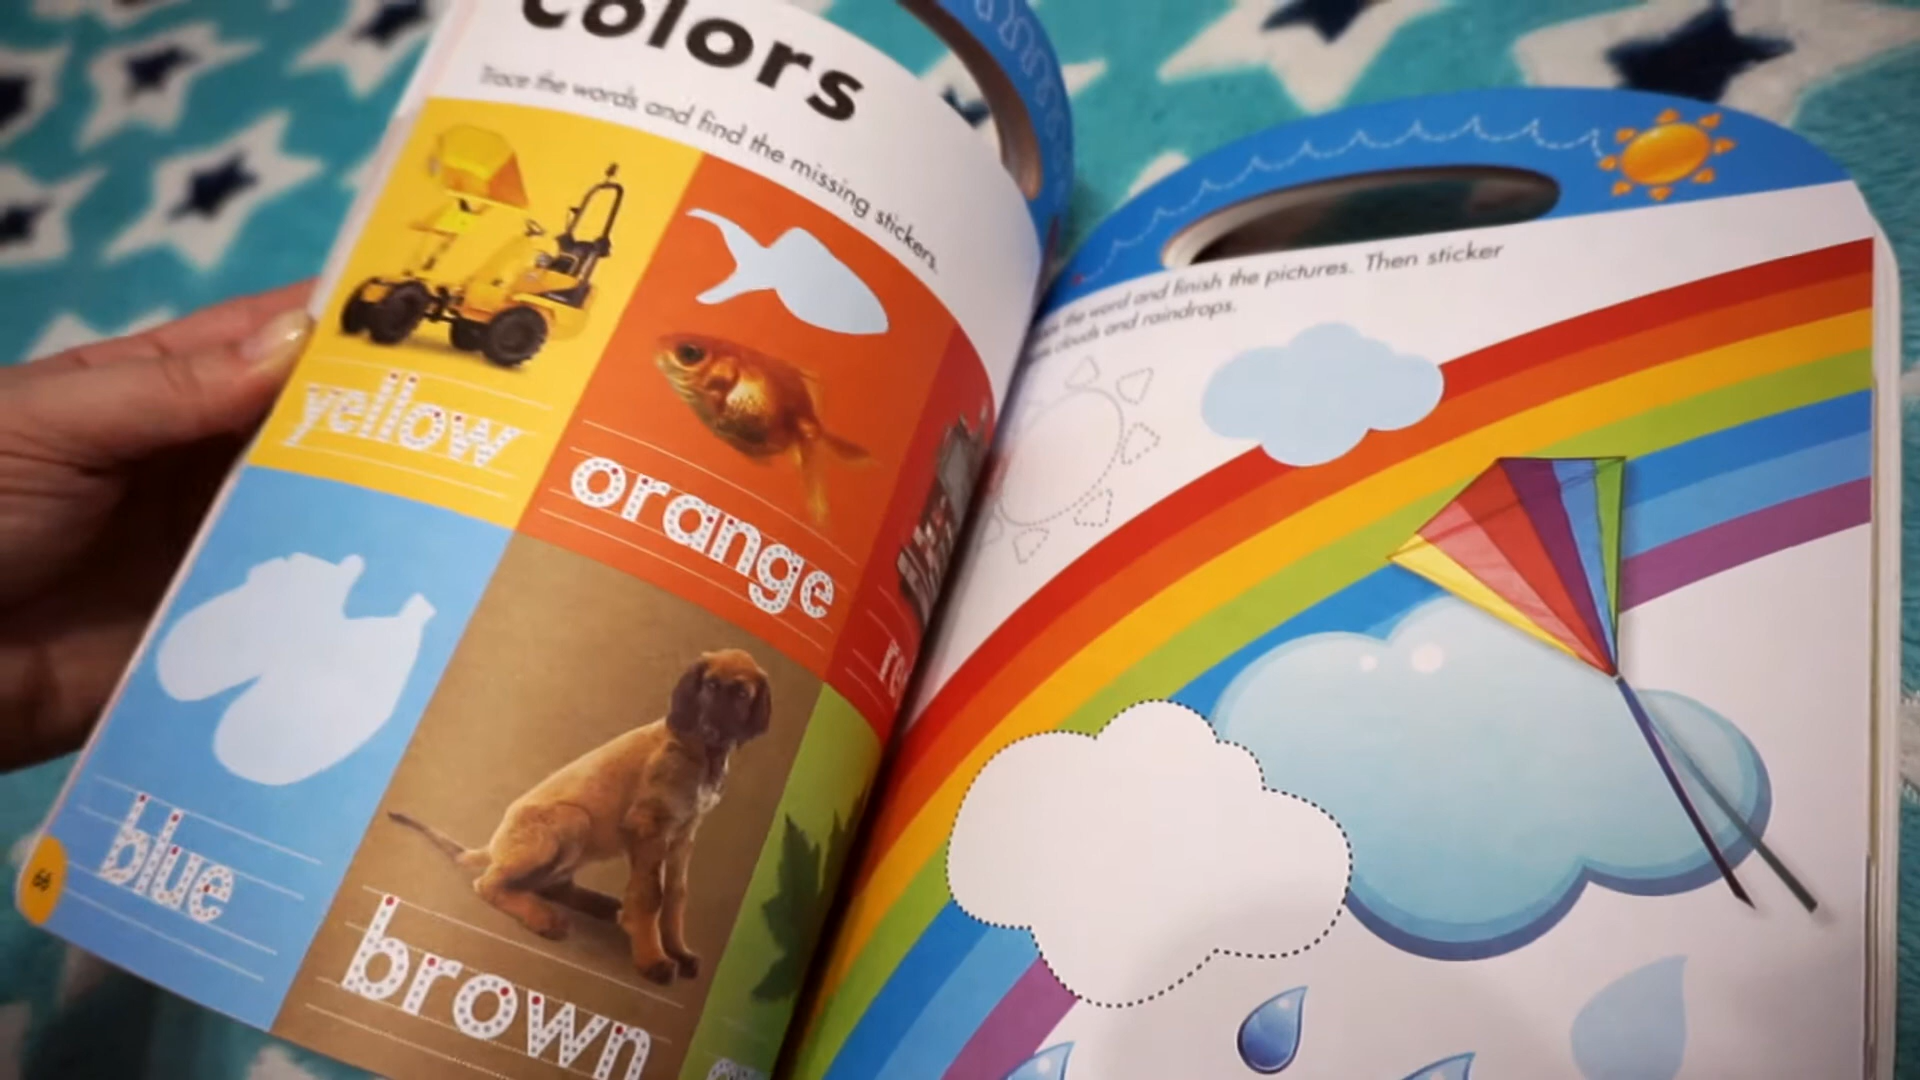 colors
Trace the words and find the missing stickers.
yellow
orange
blue
brown
66
the word and finish the pictures. Then sticker
clouds and raindrops.